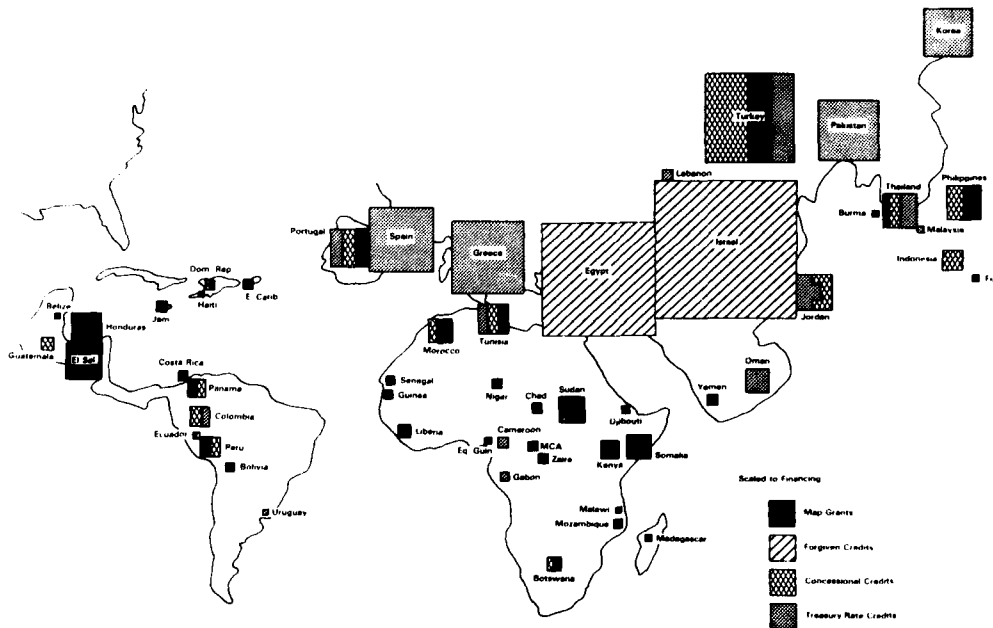 Korea
Turkey
Pakistan
Lebanon
Thailand
Philippines
Burma
Malaysia
Portugal
Spain
Greece
Egypt
Israel
Indonesia
Dom Rep
E Carib
Haiti
Belize
Jam
Honduras
Jordan
Guatemala
El Sal
Morocco
Tunisia
Costa Rica
Panama
Oman
Senegal
Niger
Chad
Sudan
Yemen
Guinea
Djibouti
Colombia
Ecuador
Liberia
Cameroon
Peru
Eq Guin
MCA
Zaire
Kenya
Somalia
Bolivia
Gabon
Scaled to Financing
Uruguay
Malawi
Mozambique
Map Grants
Madagascar
Forgiven Credits
Botswana
Concessional Credits
Treasury Rate Credits